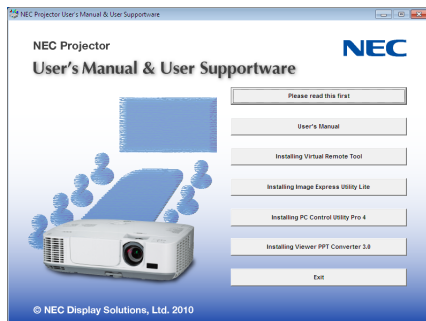 NEC Projector User's Manual & User Supportware
NEC Projector
NEC
User's Manual & User Supportware
Please read this first
User's Manual
Installing Virtual Remote Tool
Installing Image Express Utility Lite
Installing PC Control Utility Pro 4
Installing Viewer PPT Converter 3.0
Exit
© NEC Display Solutions, Ltd. 2010